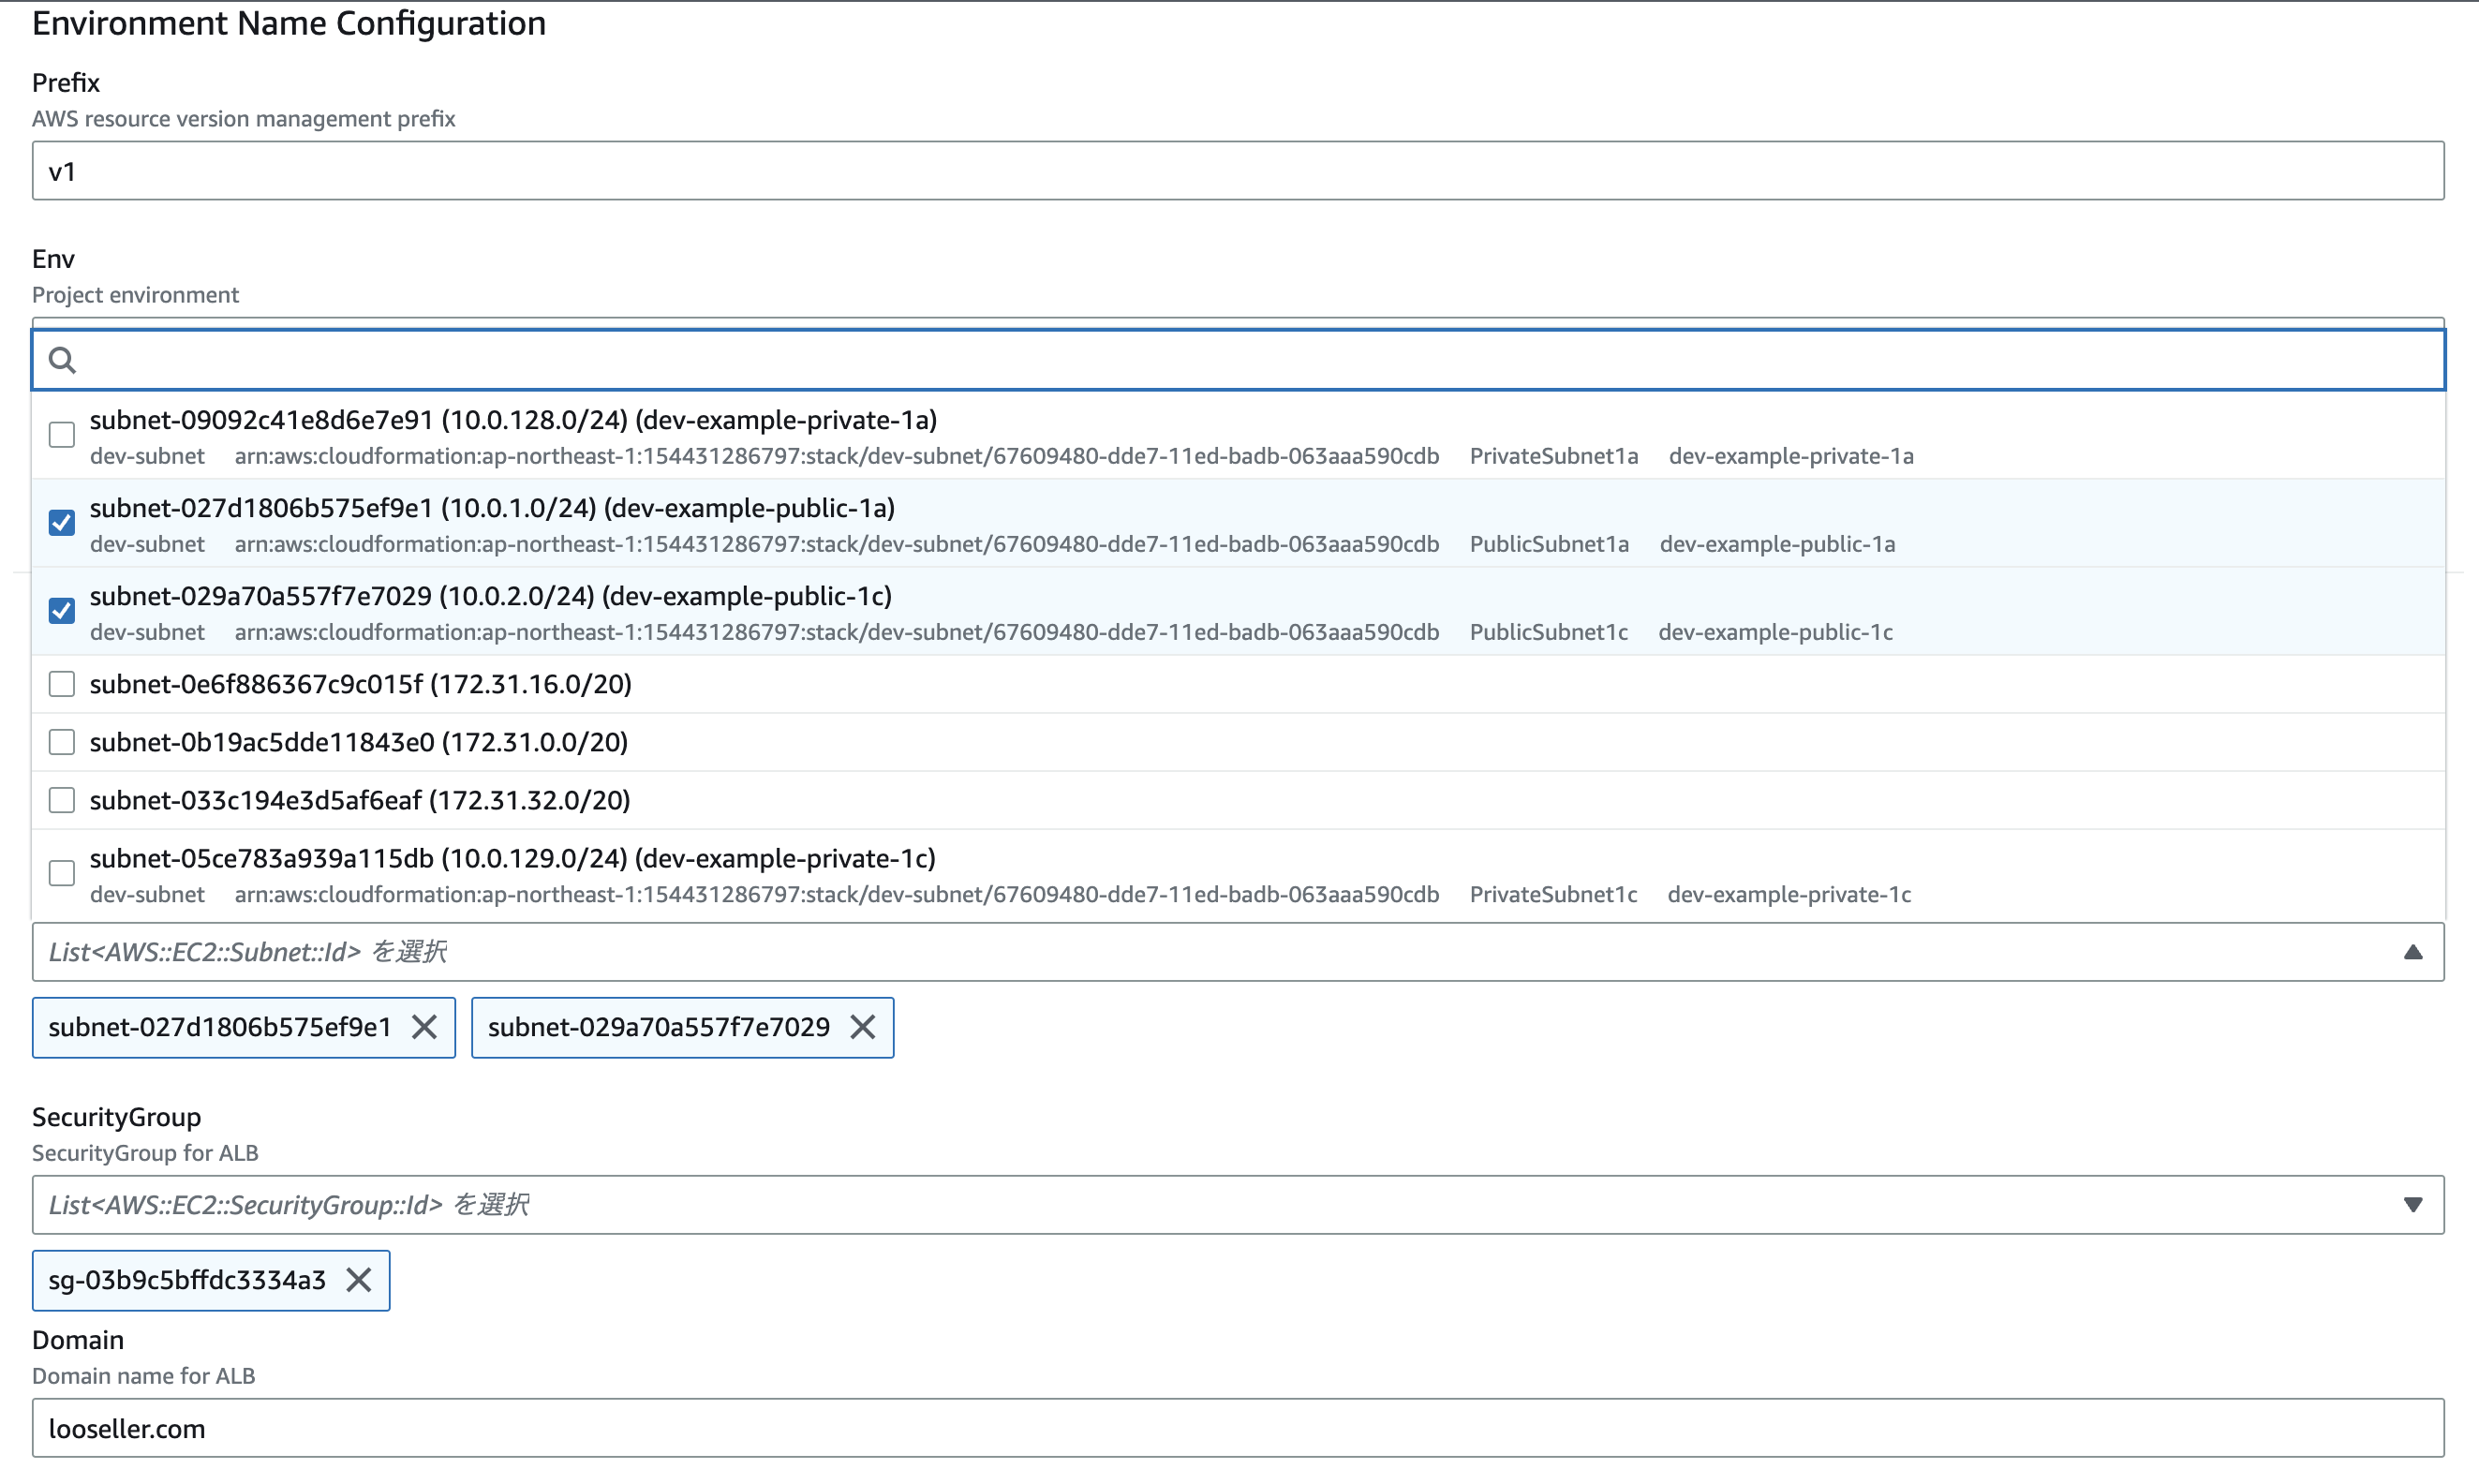 Environment Name Configuration
Prefix
AWS resource version management prefix
v1
Env
Project environment
subnet-09092c41e8d6e7e91 (10.0.128.0/24) (dev-example-private-1a)
dev-subnet arn:aws:cloudformation:ap-northeast-1:154431286797:stack/dev-subnet/67609480-dde7-11ed-badb-063aaa590cdb PrivateSubnet1a dev-example-private-1a
subnet-027d1806b575ef9e1 (10.0.1.0/24) (dev-example-public-1a)
dev-subnet arn:aws:cloudformation:ap-northeast-1:154431286797:stack/dev-subnet/67609480-dde7-11ed-badb-063aaa590cdb PublicSubnet1a dev-example-public-1a
subnet-029a70a557f7e7029 (10.0.2.0/24) (dev-example-public-1c)
dev-subnet arn:aws:cloudformation:ap-northeast-1:154431286797:stack/dev-subnet/67609480-dde7-11ed-badb-063aaa590cdb PublicSubnet1c dev-example-public-1c
subnet-0e6f886367c9c015f (172.31.16.0/20)
subnet-0b19ac5dde11843e0 (172.31.0.0/20)
subnet-033c194e3d5af6eaf (172.31.32.0/20)
subnet-05ce783a939a115db (10.0.129.0/24) (dev-example-private-1c)
dev-subnet arn:aws:cloudformation:ap-northeast-1:154431286797:stack/dev-subnet/67609480-dde7-11ed-badb-063aaa590cdb PrivateSubnet1c dev-example-private-1c
List<AWS::EC2::Subnet::Id> を選択
subnet-027d1806b575ef9e1 subnet-029a70a557f7e7029
SecurityGroup
SecurityGroup for ALB
List<AWS::EC2::SecurityGroup::Id> を選択
sg-03b9c5bffdc3334a3
Domain
Domain name for ALB
looseller.com